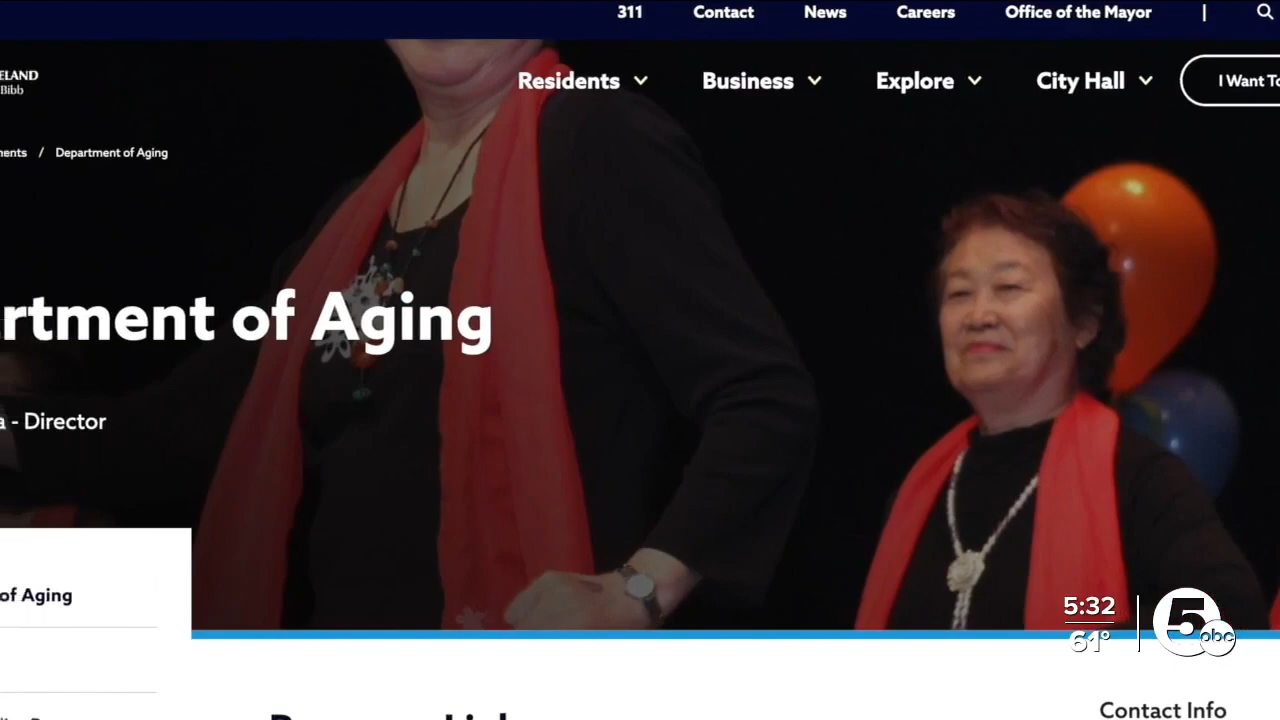 311 Contact News Careers Office of the Mayor |
ELAND
Bibb
Residents Business Explore City Hall I Want To
nents / Department of Aging
rtment of Aging
a - Director
of Aging
5:32
61°
5
abc
Contact Info